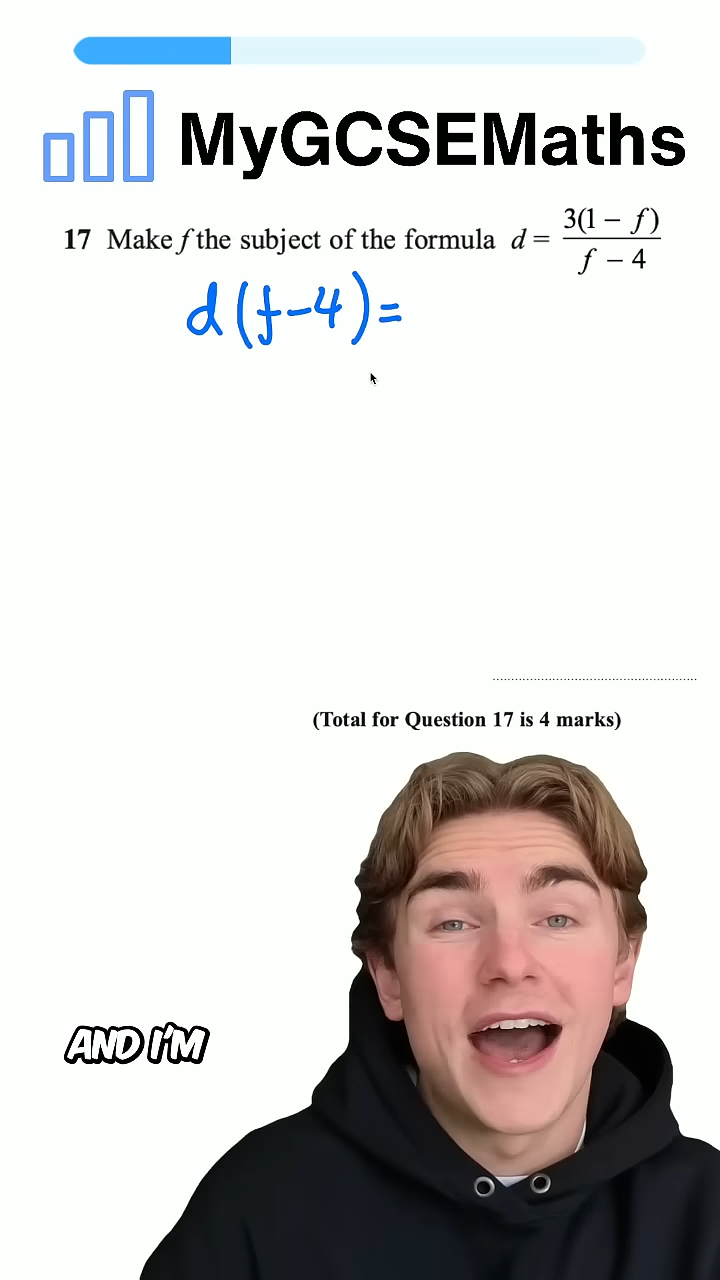 MyGCSEMaths
17 Make f the subject of the formula d = 3(1 − f) / f − 4
d(f−4)=
(Total for Question 17 is 4 marks)
AND I'M